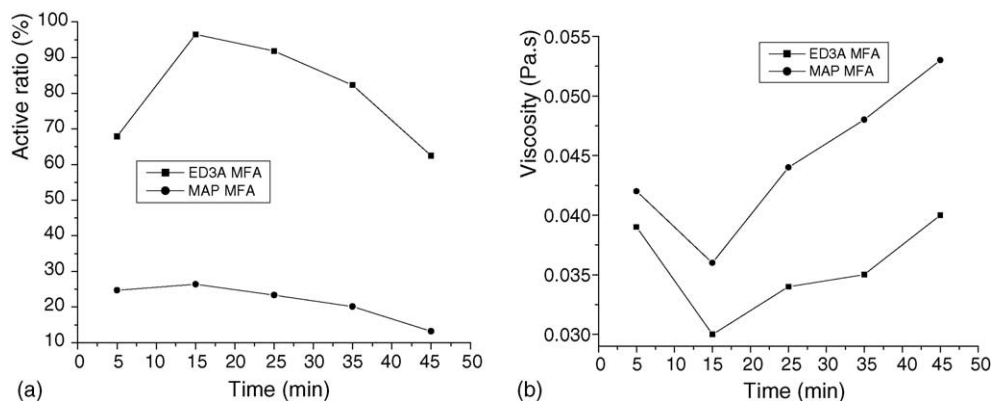 Active ratio (%)
100
90
80
70
60
50
40
30
20
10
ED3A MFA
MAP MFA
0 5 10 15 20 25 30 35 40 45 50
Time (min)
(a)
Viscosity (Pa.s)
0.055
0.050
0.045
0.040
0.035
0.030
ED3A MFA
MAP MFA
0 5 10 15 20 25 30 35 40 45 50
Time (min)
(b)